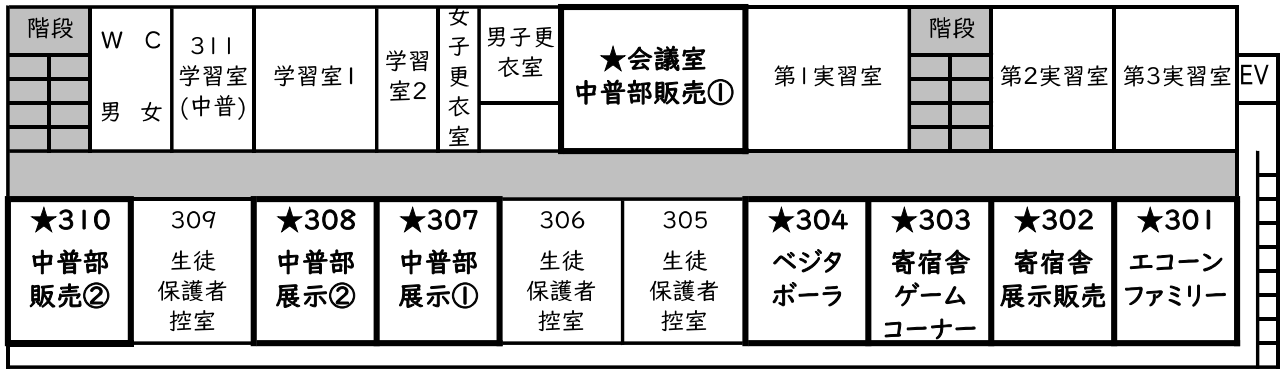 階段
W C
男 女
311
学習室
(中普)
学習室1
学習
室2
女子更衣室
男子更
衣室
★会議室
中普部販売①
第1実習室
階段
第2実習室
第3実習室
EV
★310
中普部
販売②
309
生徒
保護者
控室
★308
中普部
展示②
★307
中普部
展示①
306
生徒
保護者
控室
305
生徒
保護者
控室
★304
ベジタ
ボーラ
★303
寄宿舎
ゲーム
コーナー
★302
寄宿舎
展示販売
★301
エコーン
ファミリー